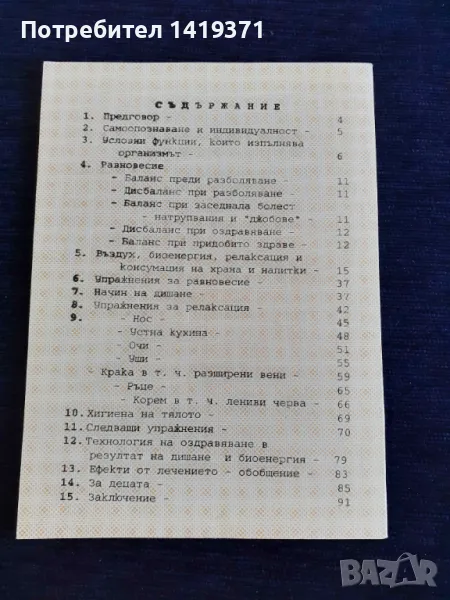 Потребител 1419371
СЪДЪРЖАНИЕ
1. Предговор - 4
2. Самоопознаване и индивидуалност - 5
3. Условни функции, които изпълнява
организмът - 6
4. Равновесие
- Баланс преди разболяване - 11
- Дисбаланс при разболяване - 11
- Баланс при заседнала болест
- натрупвания и "джобове" - 11
- Дисбаланс при оздравяване - 12
- Баланс при придобито здраве - 12
5. Въздух, биоенергия, релаксация и
консумация на храна и напитки - 15
6. Упражнения за равновесие - 37
7. Начин на дишане - 37
8. Упражнения за релаксация - 42
9. - Нос - 45
- Устна кухина - 48
- Очи - 51
- Уши - 55
- Крака в т. ч. разширени вени - 59
- Ръце - 65
- Корем в т. ч. лениви черва - 66
10. Хигиена на тялото - 69
11. Следващи упражнения - 70
12. Технология на оздравяване в
резултат на дишане и биоенергия - 79
13. Ефекти от лечението - обобщение - 83
14. За децата - 85
15. Заключение - 91
BAZAR